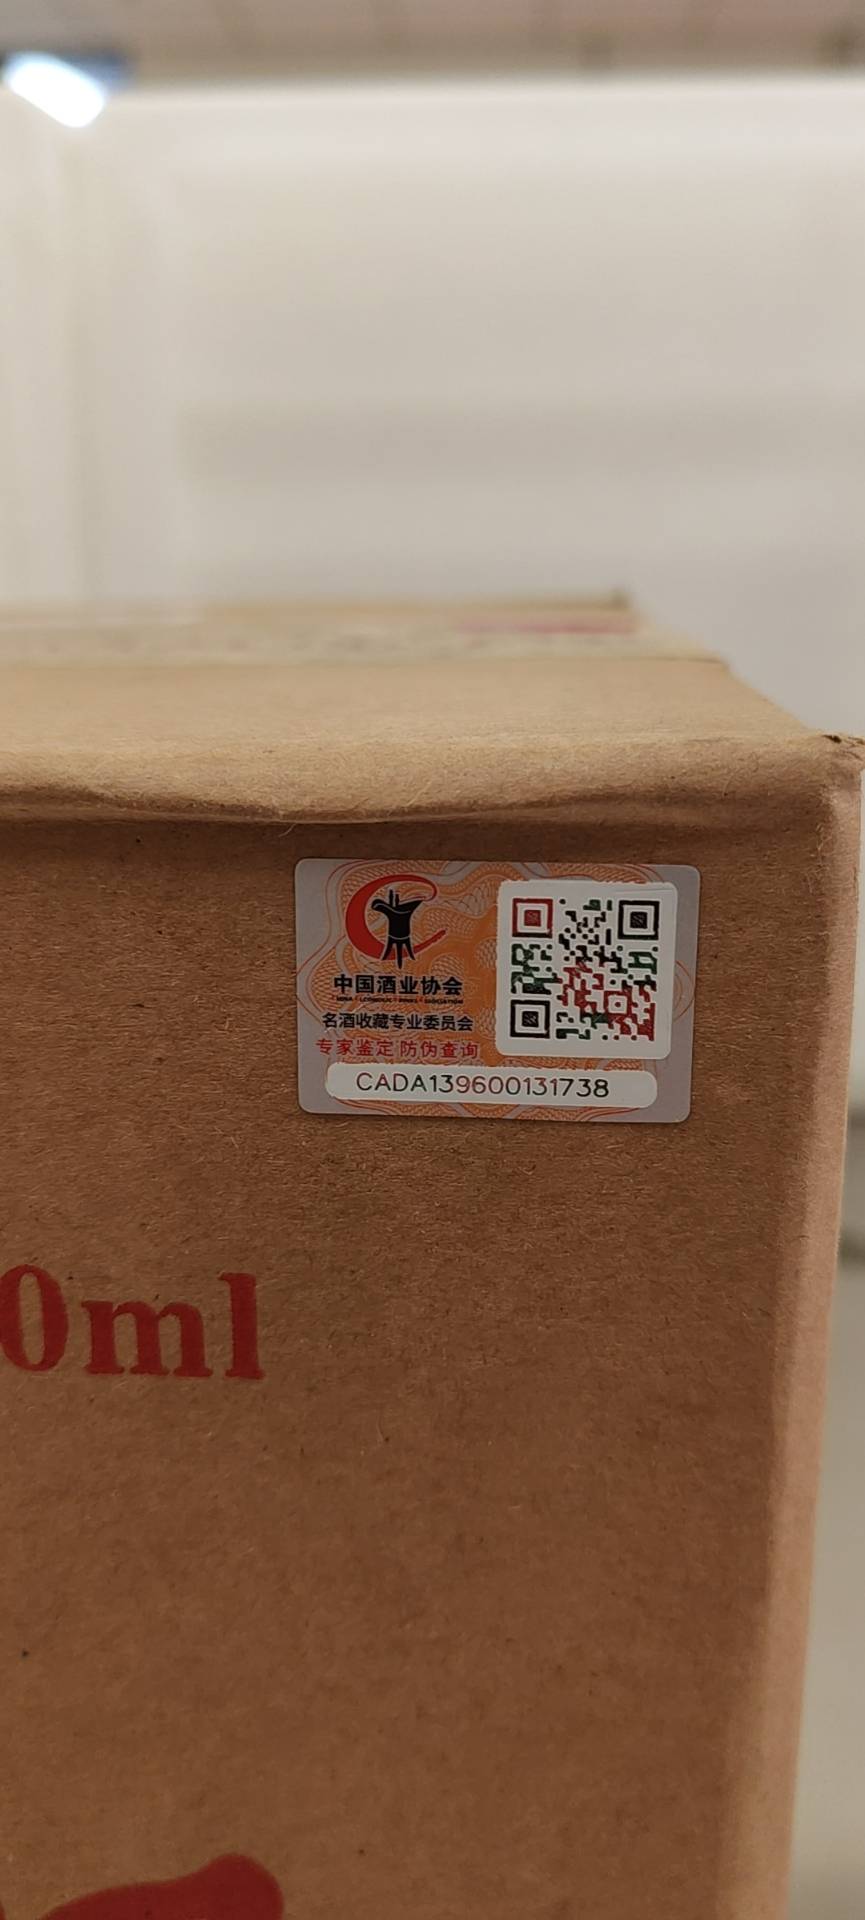 中国酒业协会
名酒收藏专业委员会
专家鉴定 防伪查询
CADA139600131738
0ml